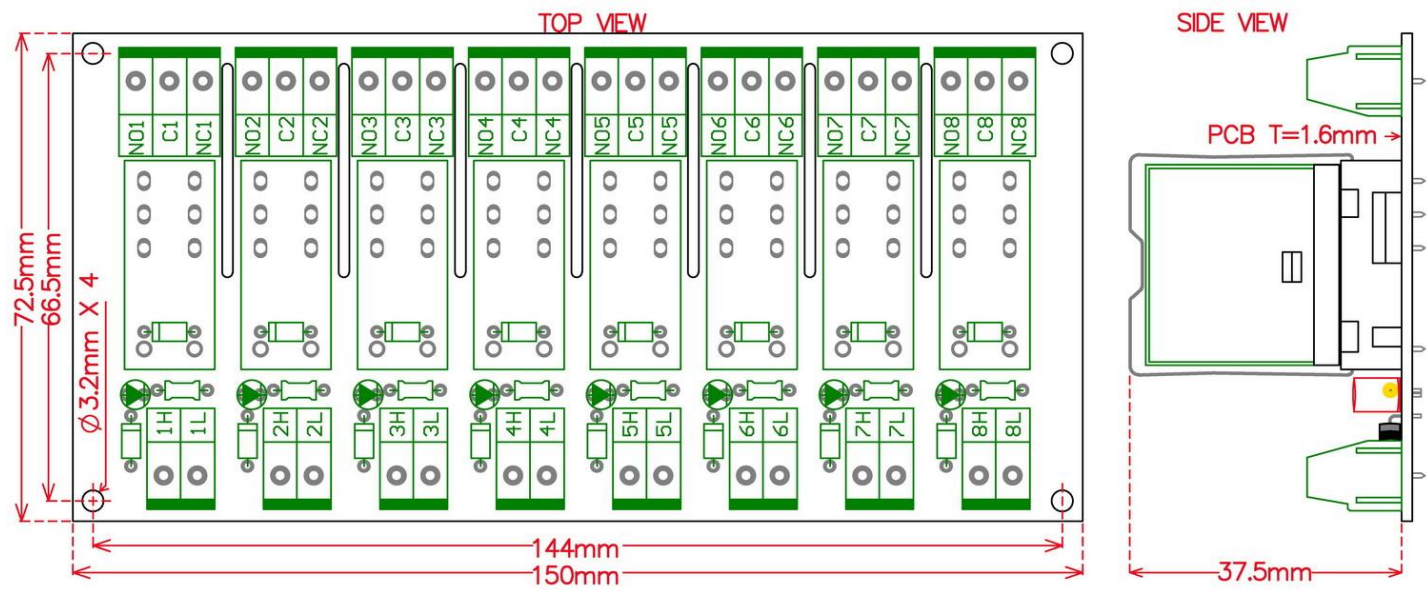 TOP VIEW
SIDE VIEW
NO1 C1 NC1 NO2 C2 NC2 NO3 C3 NC3 NO4 C4 NC4 NO5 C5 NC5 NO6 C6 NC6 NO7 C7 NC7 NO8 C8 NC8
PCB T=1.6mm
72.5mm
66.5mm
Ø3.2mm X 4
1H 1L 2H 2L 3H 3L 4H 4L 5H 5L 6H 6L 7H 7L 8H 8L
144mm
150mm
37.5mm